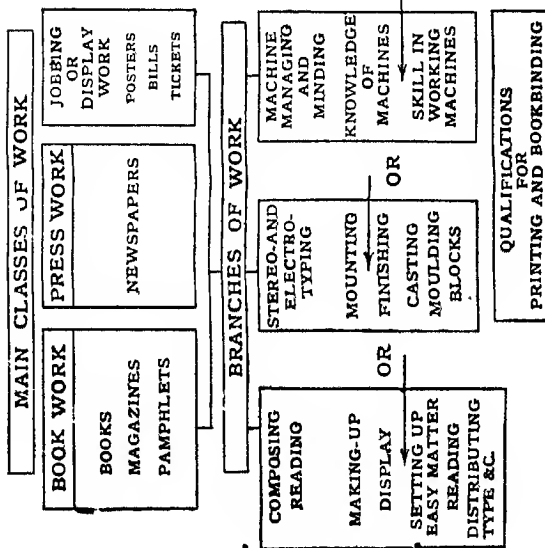 MAIN CLASSES OF WORK
BOOK WORK
BOOKS
MAGAZINES
PAMPHLETS
PRESS WORK
NEWSPAPERS
JOBBING
OR
DISPLAY
WORK
POSTERS
BILLS
TICKETS
BRANCHES OF WORK
COMPOSING
READING
MAKING-UP
DISPLAY
SETTING UP
EASY MATTER
READING
DISTRIBUTING
TYPE &C.
OR
STEREO-AND
ELECTRO-
TYPING
MOUNTING
FINISHING
CASTING
MOULDING
BLOCKS
OR
MACHINE
MANAGING
AND
MINDING
KNOWLEDGE
OF
MACHINES
SKILL IN
WORKING
MACHINES
QUALIFICATIONS
FOR
PRINTING AND BOOKBINDING